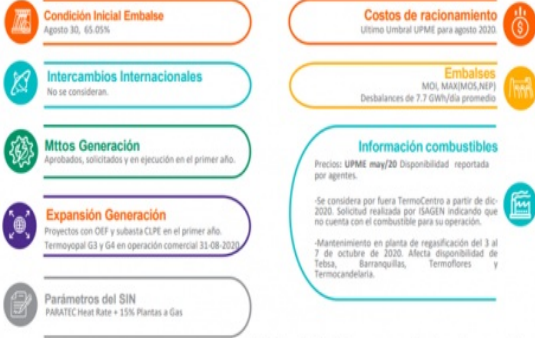 Condición Inicial Embalse
Agosto 30, 65.05%
Intercambios Internacionales
No se consideran.
Mttos Generación
Aprobados, solicitados y en ejecución en el primer año.
Expansión Generación
Proyectos con OEF y subasta CLPE en el primer año.
Termoyopal G3 y G4 en operación comercial 31-08-2020
Parámetros del SIN
PARATEC Heat Rate + 15% Plantas a Gas
Costos de racionamiento
Ultimo Umbral UPME para agosto 2020.
Embalses
MOI, MAX(MOS,NEP)
Desbalances de 7.7 GWh/día promedio
Información combustibles
Precios: UPME may/20 Disponibilidad reportada
por agentes.
-Se considera por fuera TermoCentro a partir de dic-
2020. Solicitud realizada por ISAGEN indicando que
no cuenta con el combustible para su operación.
-Mantenimiento en planta de regasificación del 3 al
7 de octubre de 2020. Afecta disponibilidad de
Tebsa, Barranquillas, Termoflores y
Termocandelaria.